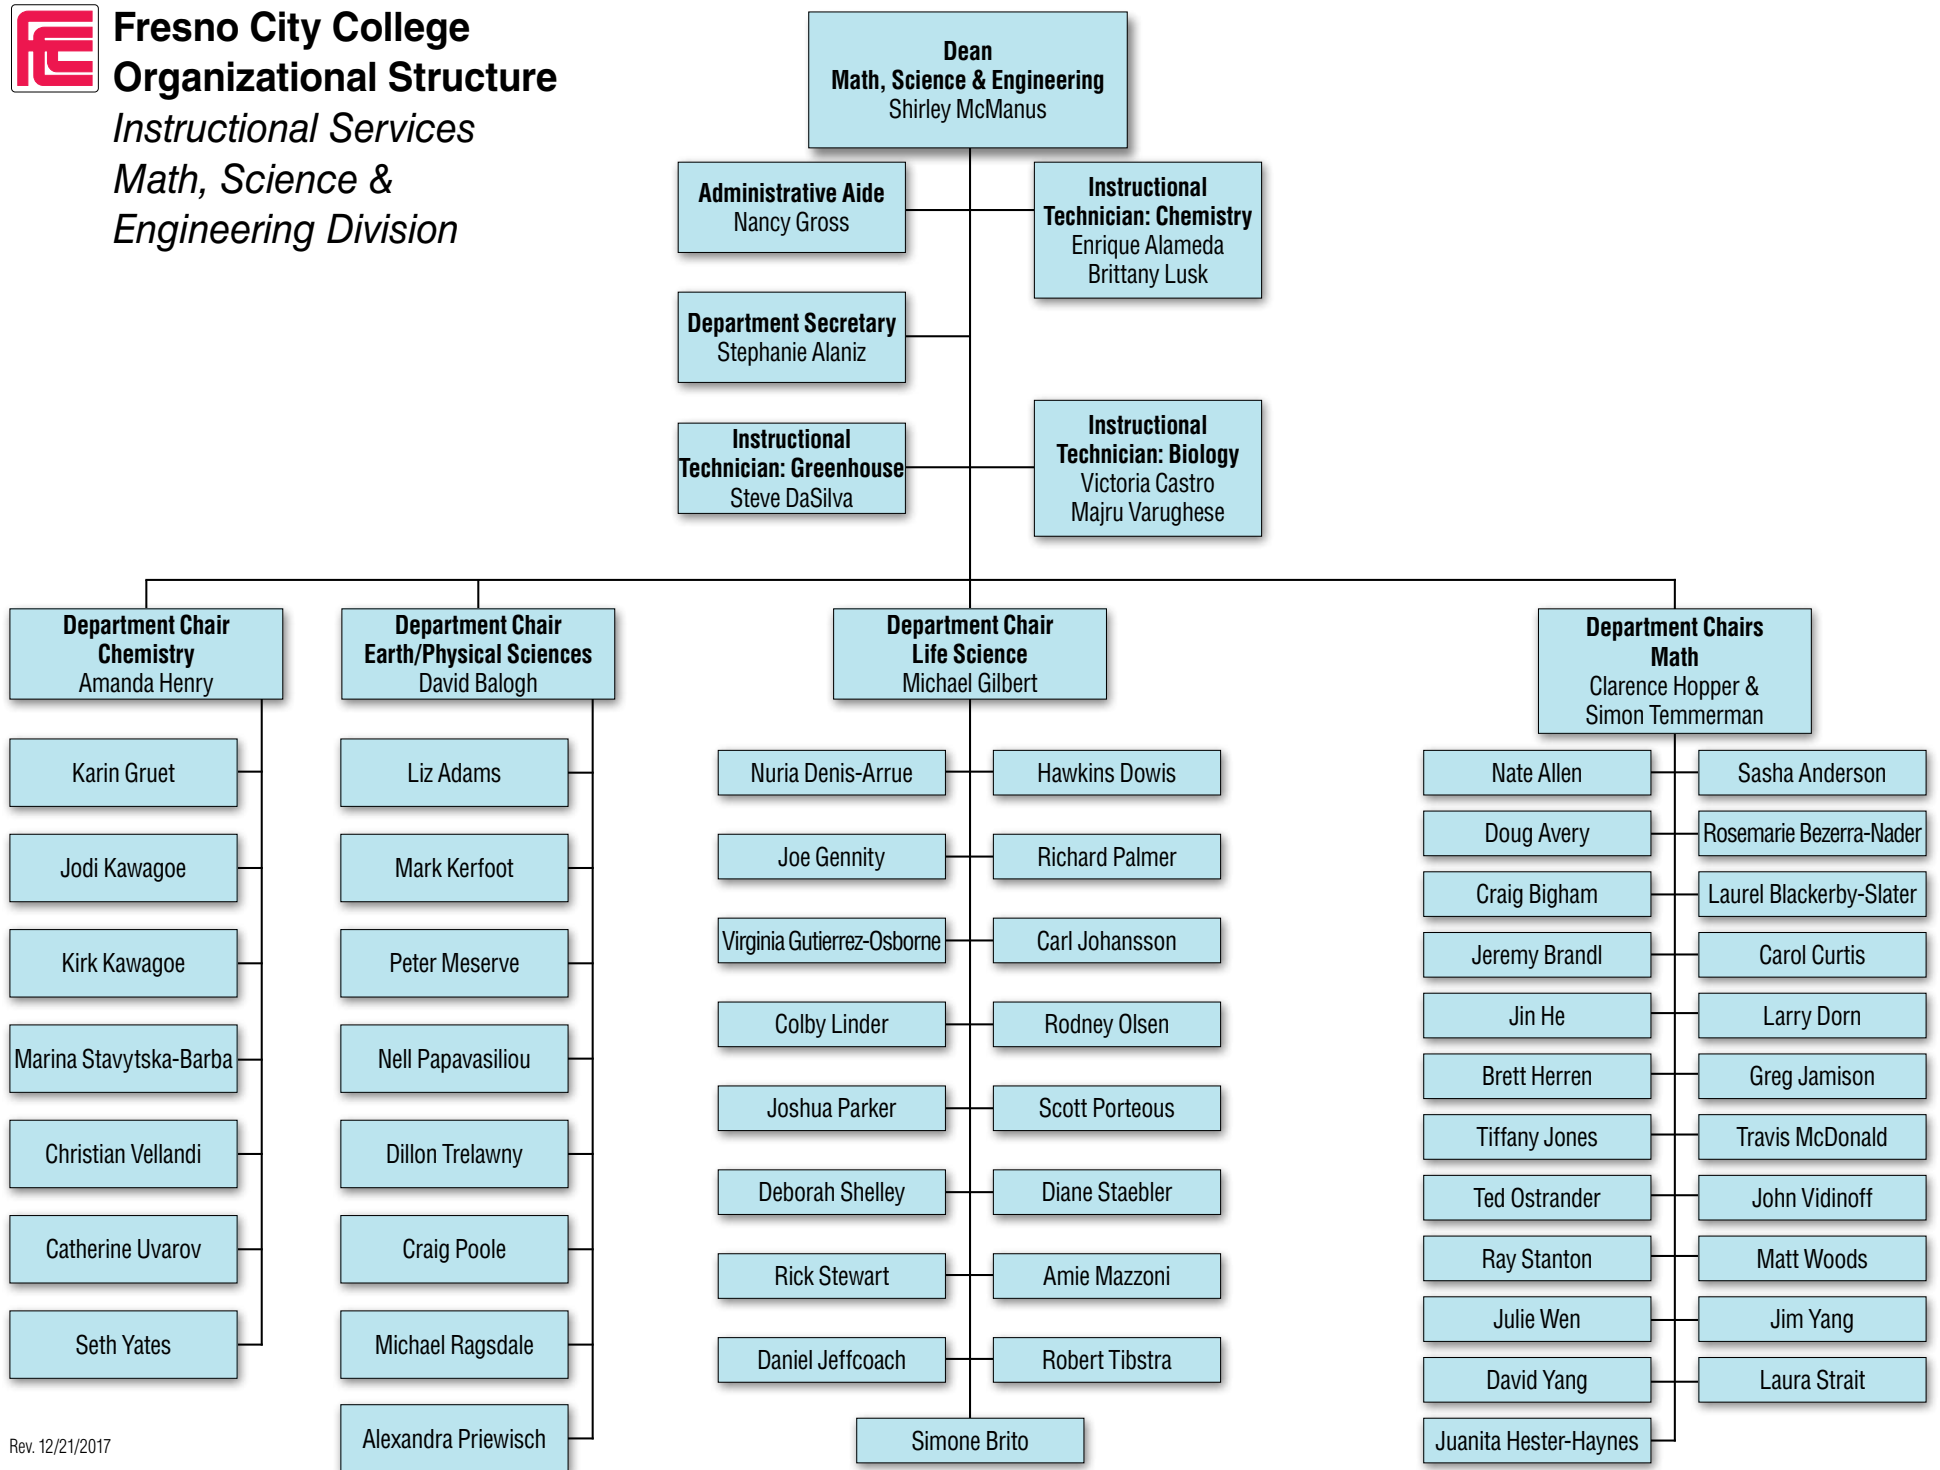 Fresno City College
Organizational Structure
Instructional Services
Math, Science &
Engineering Division
Dean
Math, Science & Engineering
Shirley McManus
Administrative Aide
Nancy Gross
Instructional
Technician: Chemistry
Enrique Alameda
Brittany Lusk
Department Secretary
Stephanie Alaniz
Instructional
Technician: Greenhouse
Steve DaSilva
Instructional
Technician: Biology
Victoria Castro
Majru Varughese
Department Chair
Chemistry
Amanda Henry
Karin Gruet
Jodi Kawagoe
Kirk Kawagoe
Marina Stavytska-Barba
Christian Vellandi
Catherine Uvarov
Seth Yates
Department Chair
Earth/Physical Sciences
David Balogh
Liz Adams
Mark Kerfoot
Peter Meserve
Nell Papavasiliou
Dillon Trelawny
Craig Poole
Michael Ragsdale
Alexandra Priewisch
Department Chair
Life Science
Michael Gilbert
Nuria Denis-Arrue
Hawkins Dowis
Joe Gennity
Richard Palmer
Virginia Gutierrez-Osborne
Carl Johansson
Colby Linder
Rodney Olsen
Joshua Parker
Scott Porteous
Deborah Shelley
Diane Staebler
Rick Stewart
Amie Mazzoni
Daniel Jeffcoach
Robert Tibstra
Simone Brito
Department Chairs
Math
Clarence Hopper &
Simon Temmerman
Nate Allen
Sasha Anderson
Doug Avery
Rosemarie Bezerra-Nader
Craig Bigham
Laurel Blackerby-Slater
Jeremy Brandl
Carol Curtis
Jin He
Larry Dorn
Brett Herren
Greg Jamison
Tiffany Jones
Travis McDonald
Ted Ostrander
John Vidinoff
Ray Stanton
Matt Woods
Julie Wen
Jim Yang
David Yang
Laura Strait
Juanita Hester-Haynes
Rev. 12/21/2017